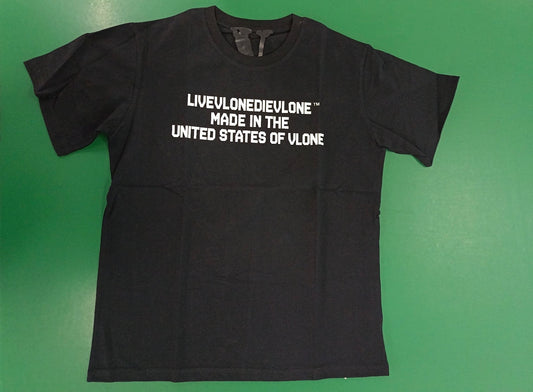 LIVEVLONEDIEVLONE™
MADE IN THE
UNITED STATES OF VLONE